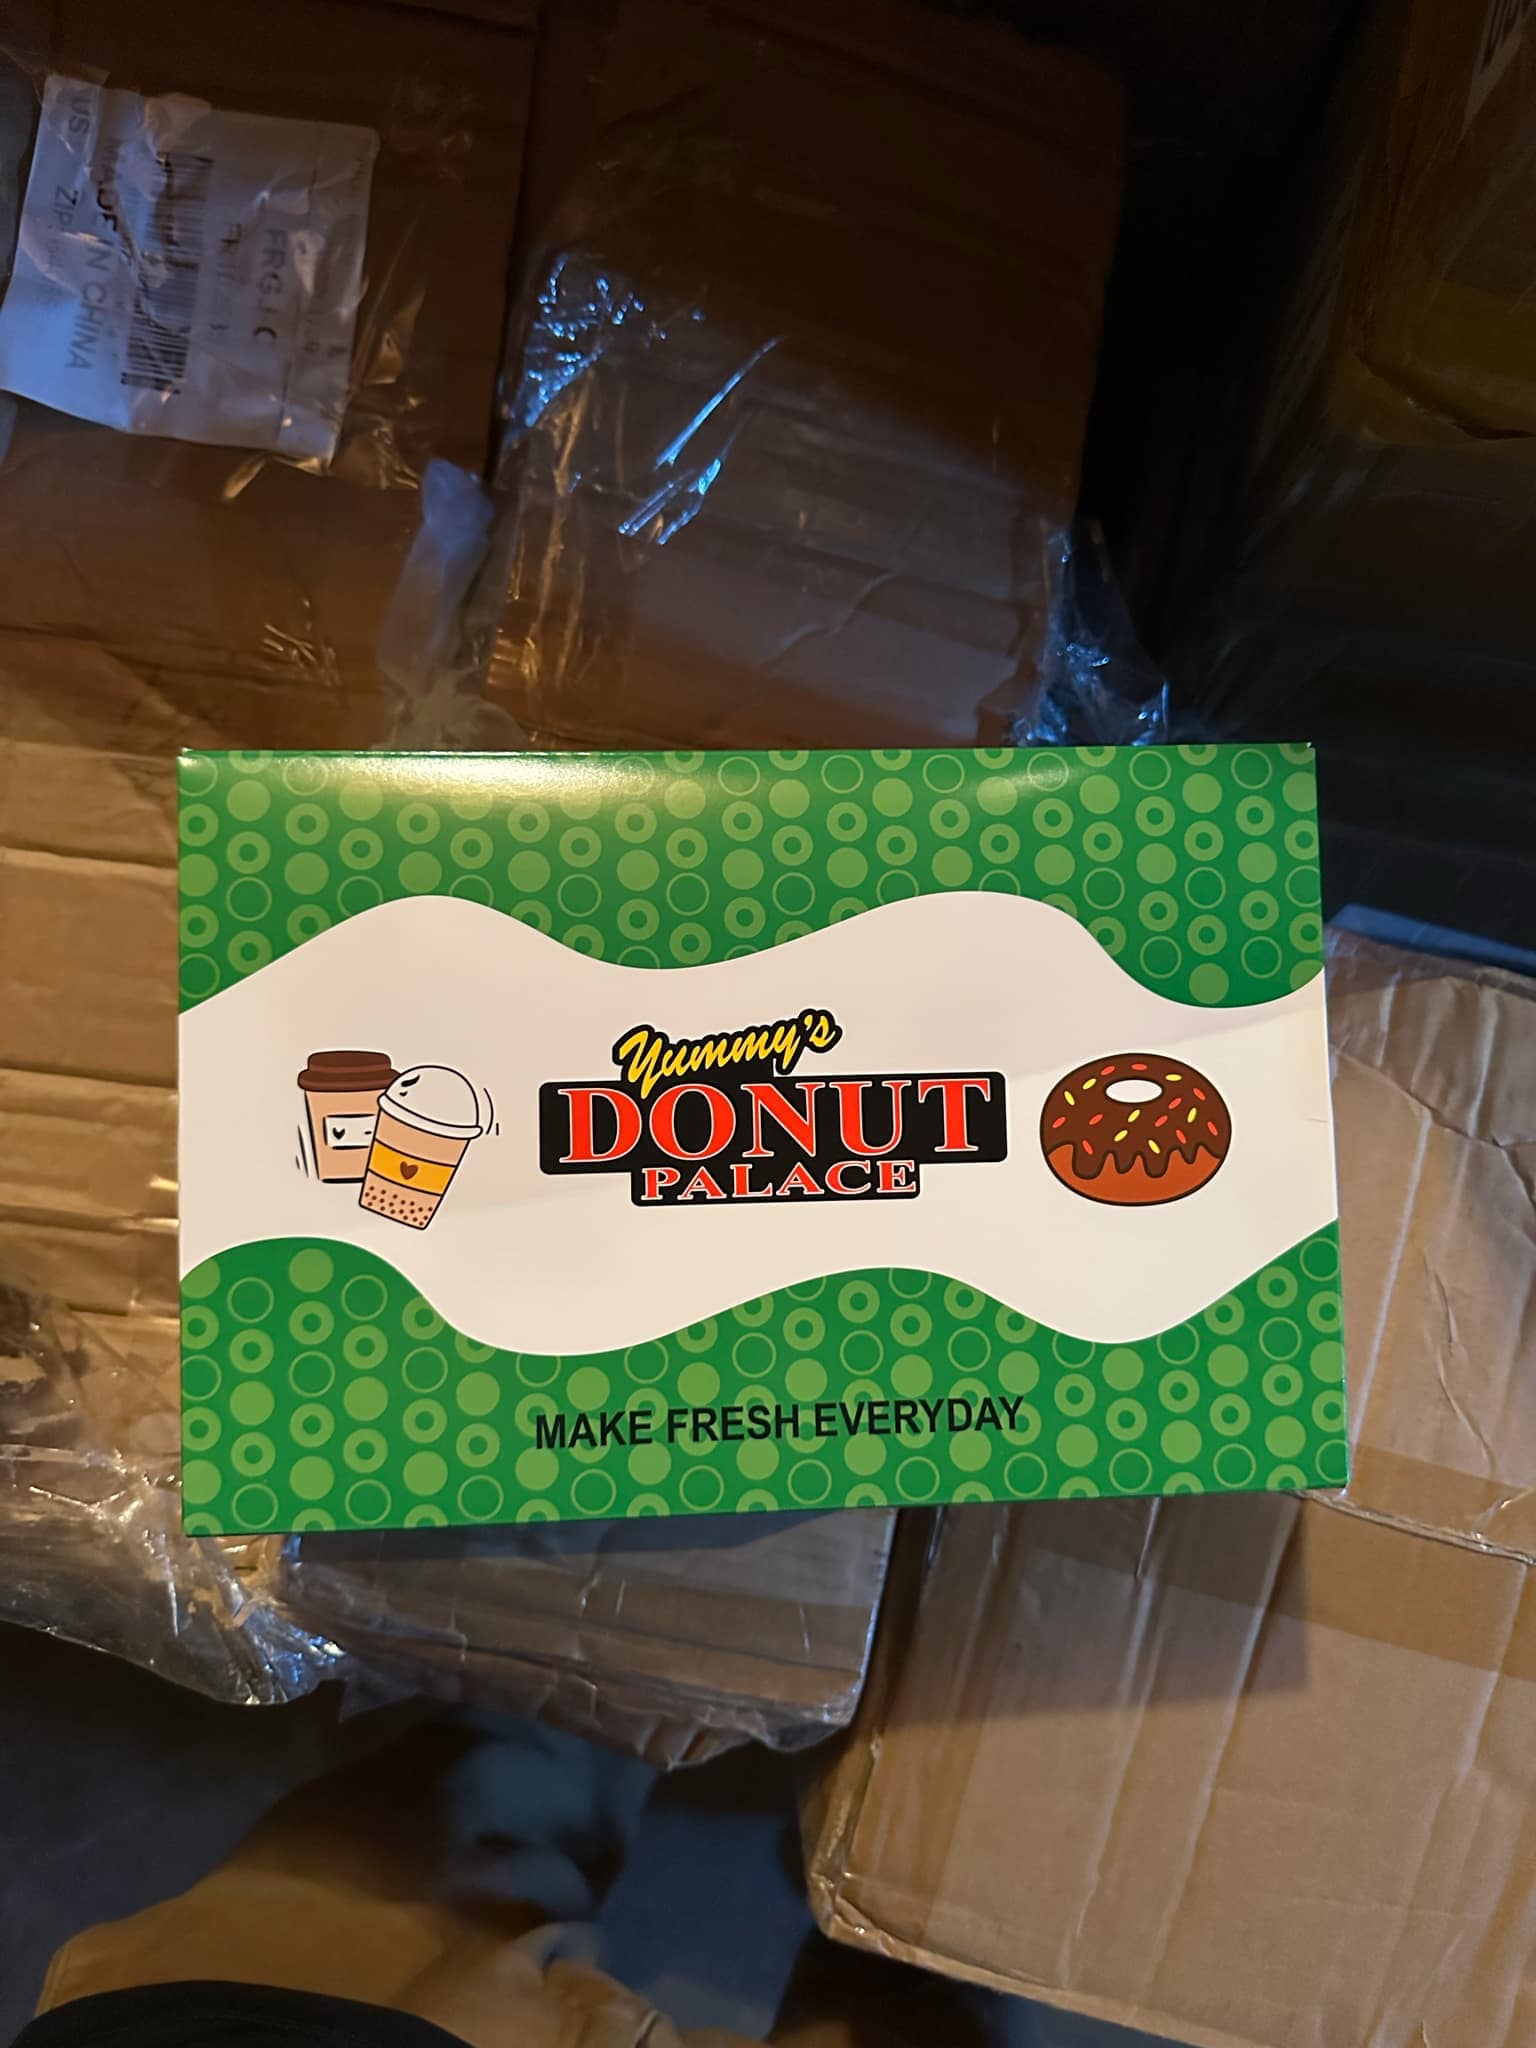 MADE IN CHINA
Yummy's
DONUT
PALACE
MAKE FRESH EVERYDAY